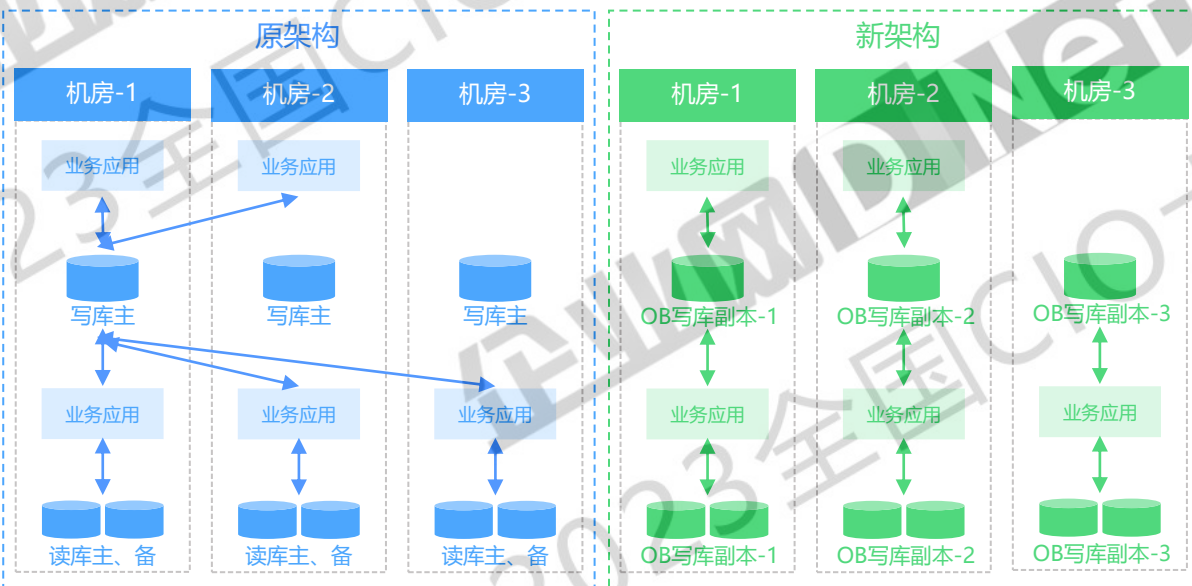 原架构
新架构
机房-1
机房-2
机房-3
机房-1
机房-2
机房-3
业务应用
业务应用
业务应用
业务应用
写库主
写库主
写库主
OB写库副本-1
OB写库副本-2
OB写库副本-3
业务应用
业务应用
业务应用
业务应用
业务应用
业务应用
读库主、备
读库主、备
读库主、备
OB写库副本-1
OB写库副本-2
OB写库副本-3
企业网DNet
2023全国CIO
23全国CIO